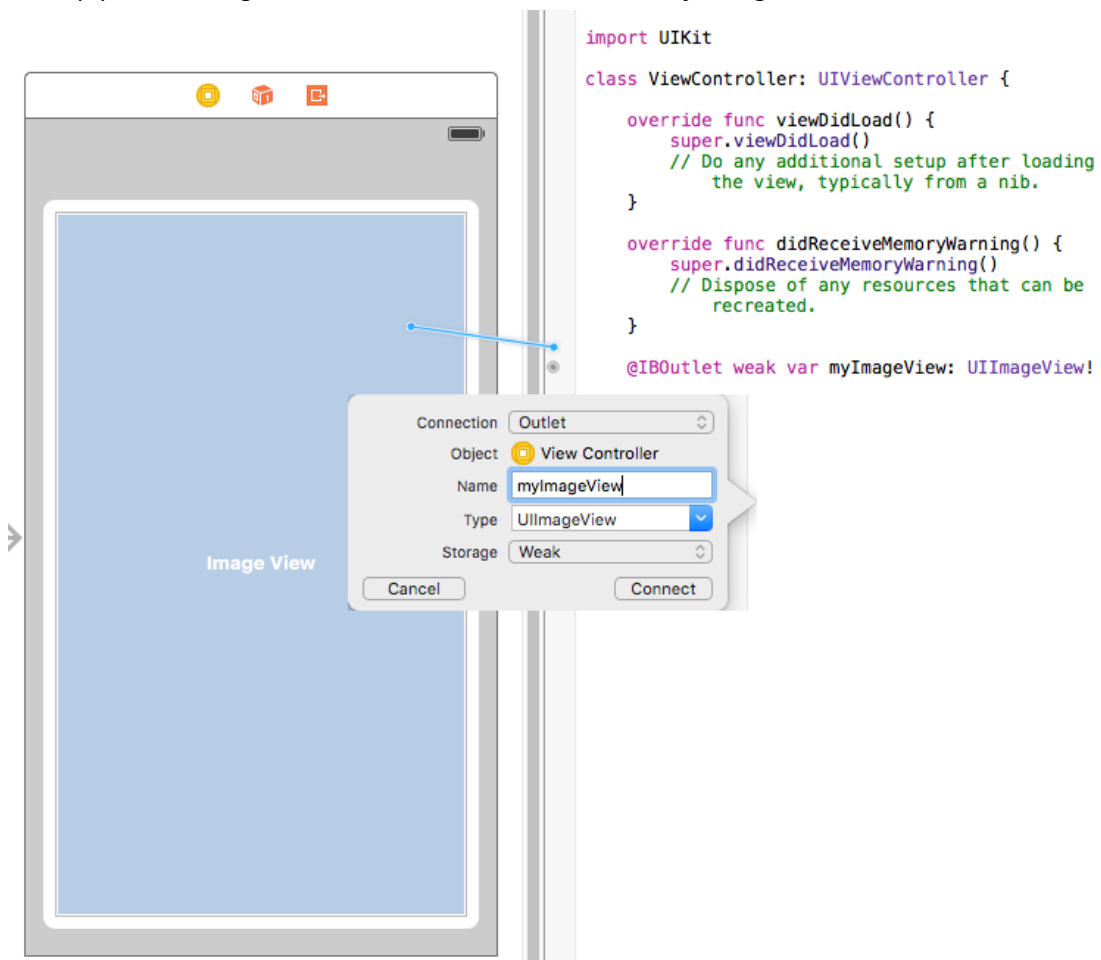 import UIKit
class ViewController: UIViewController {
override func viewDidLoad() {
super.viewDidLoad()
// Do any additional setup after loading
the view, typically from a nib.
}
override func didReceiveMemoryWarning() {
super.didReceiveMemoryWarning()
// Dispose of any resources that can be
recreated.
}
@IBOutlet weak var myImageView: UIImageView!
Connection Outlet
Object View Controller
Name myImageView
Type UIImageView
Storage Weak
Cancel Connect
Image View